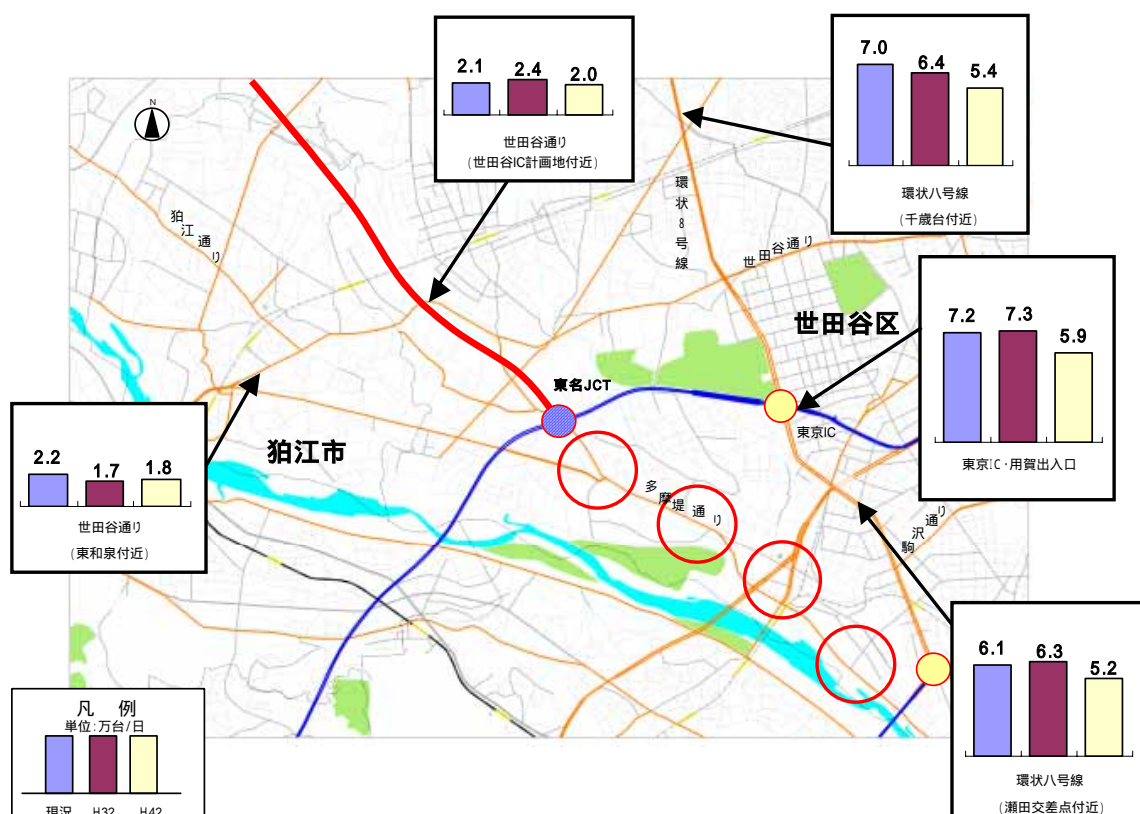 2.1 2.4 2.0
世田谷通り
(世田谷IC計画地付近)
7.0 6.4 5.4
環状八号線
(千歳台付近)
N
狛江通り
環状8号線
世田谷通り
世田谷区
7.2 7.3 5.9
東京IC・用賀出入口
東名JCT
東京IC
狛江市
2.2 1.7 1.8
世田谷通り
(東和泉付近)
多摩堤通り
駒沢通り
6.1 6.3 5.2
環状八号線
(瀬田交差点付近)
凡例
単位:万台/日
現況 H32 H42